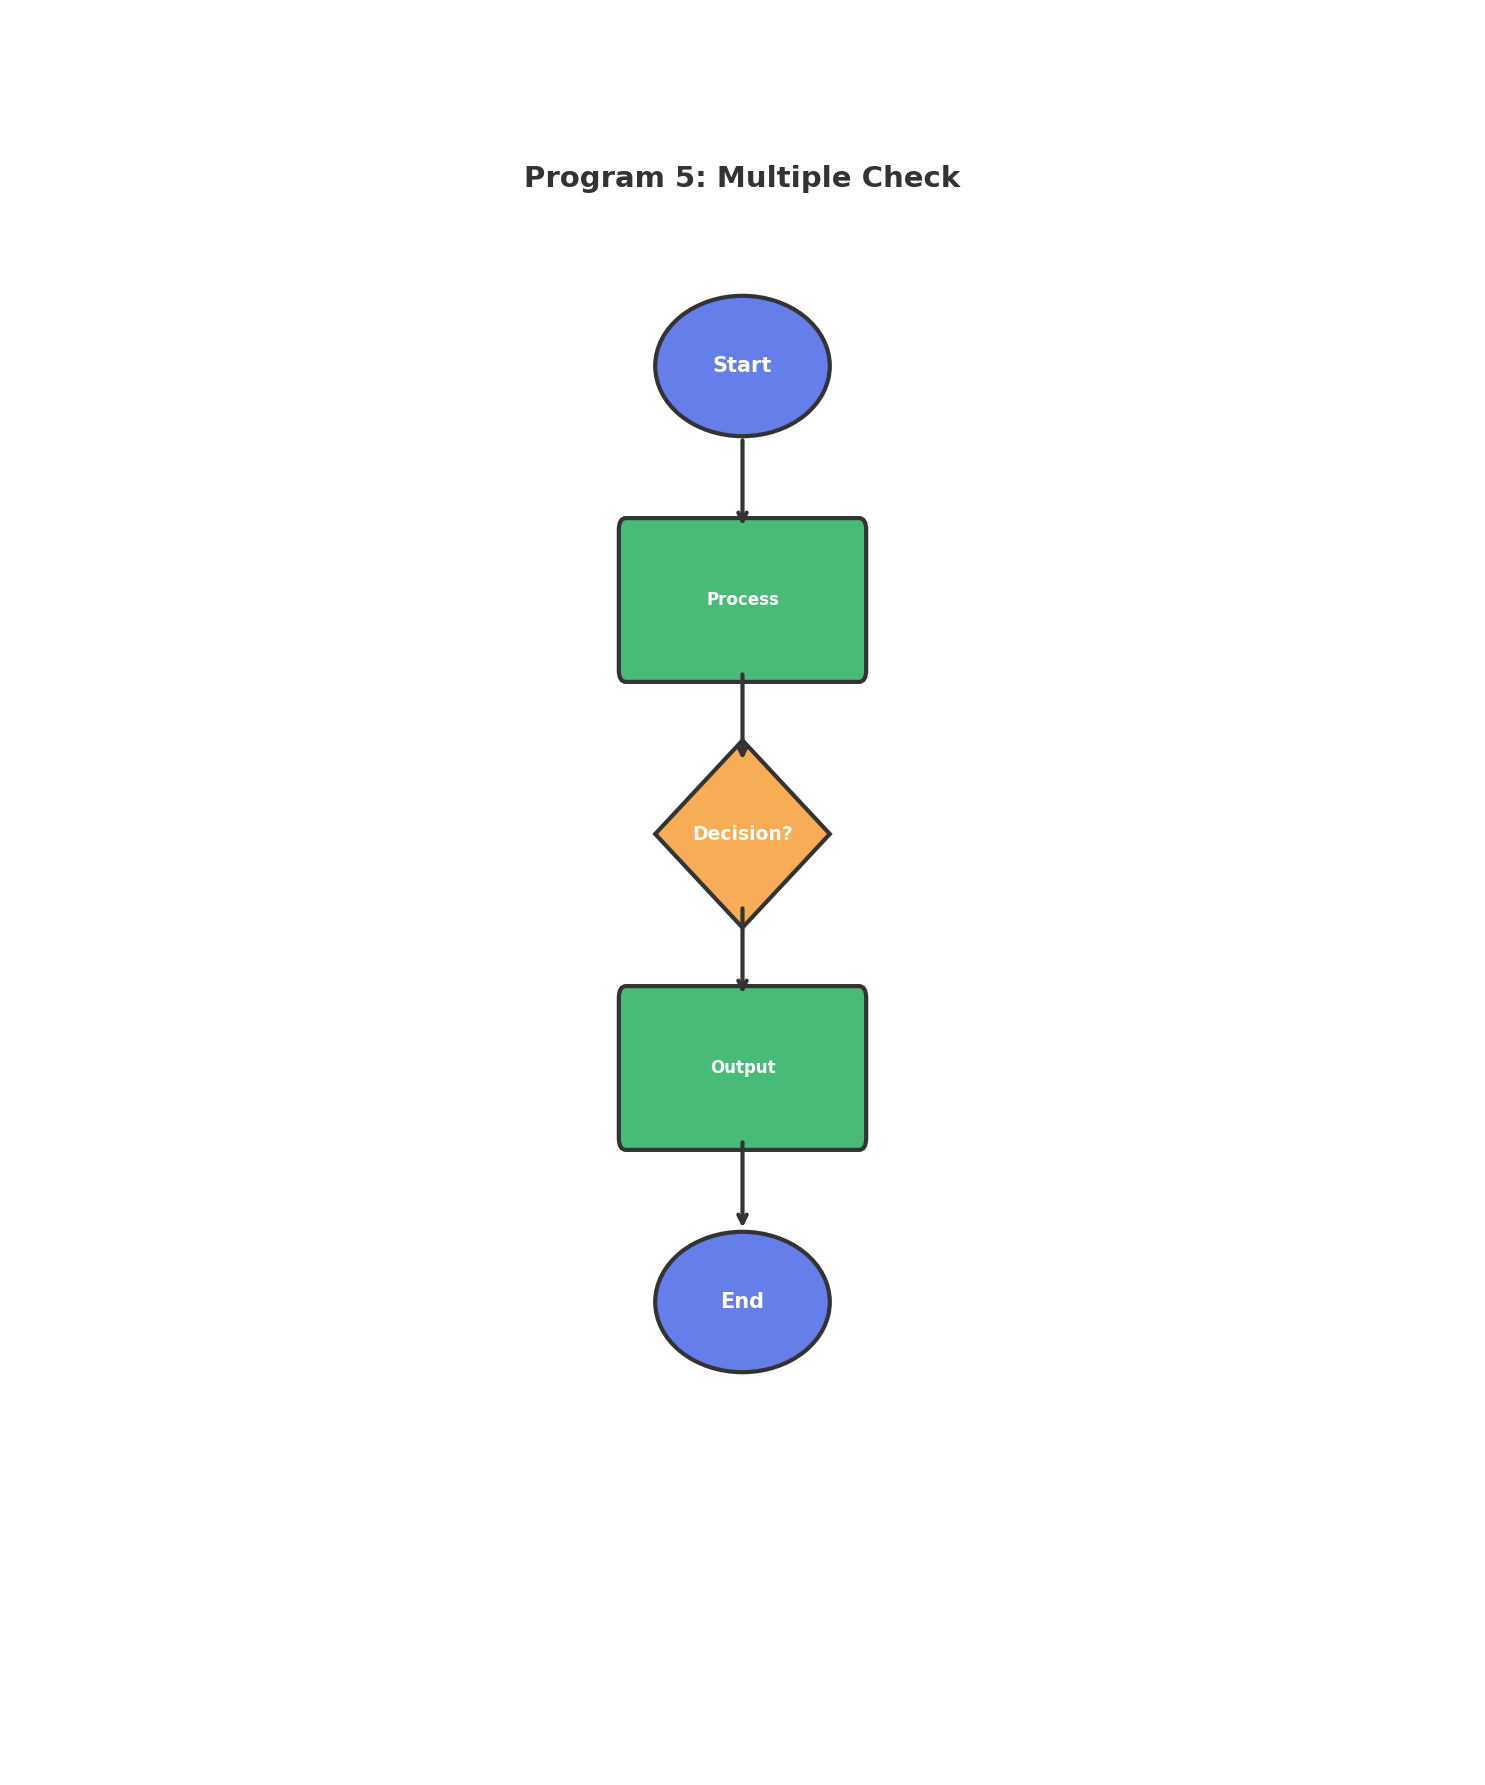 Program 5: Multiple Check
Start
Process
Decision?
Output
End